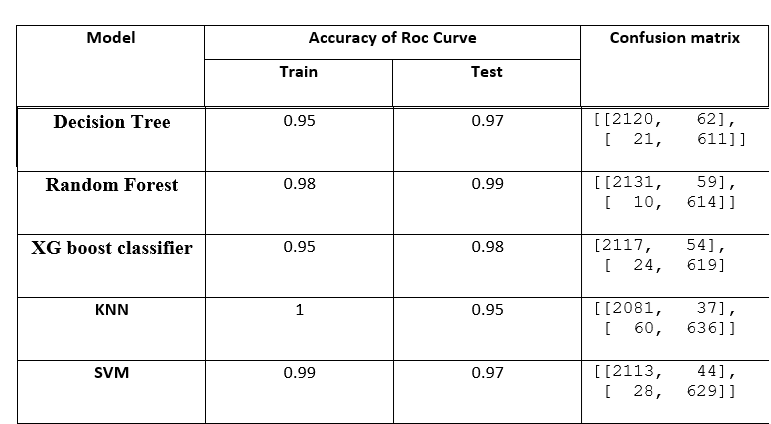 Model Accuracy of Roc Curve Confusion matrix
Train Test
Decision Tree 0.95 0.97 [[2120, 62],
[ 21, 611]]
Random Forest 0.98 0.99 [[2131, 59],
[ 10, 614]]
XG boost classifier 0.95 0.98 [2117, 54],
[ 24, 619]
KNN 1 0.95 [[2081, 37],
[ 60, 636]]
SVM 0.99 0.97 [[2113, 44],
[ 28, 629]]